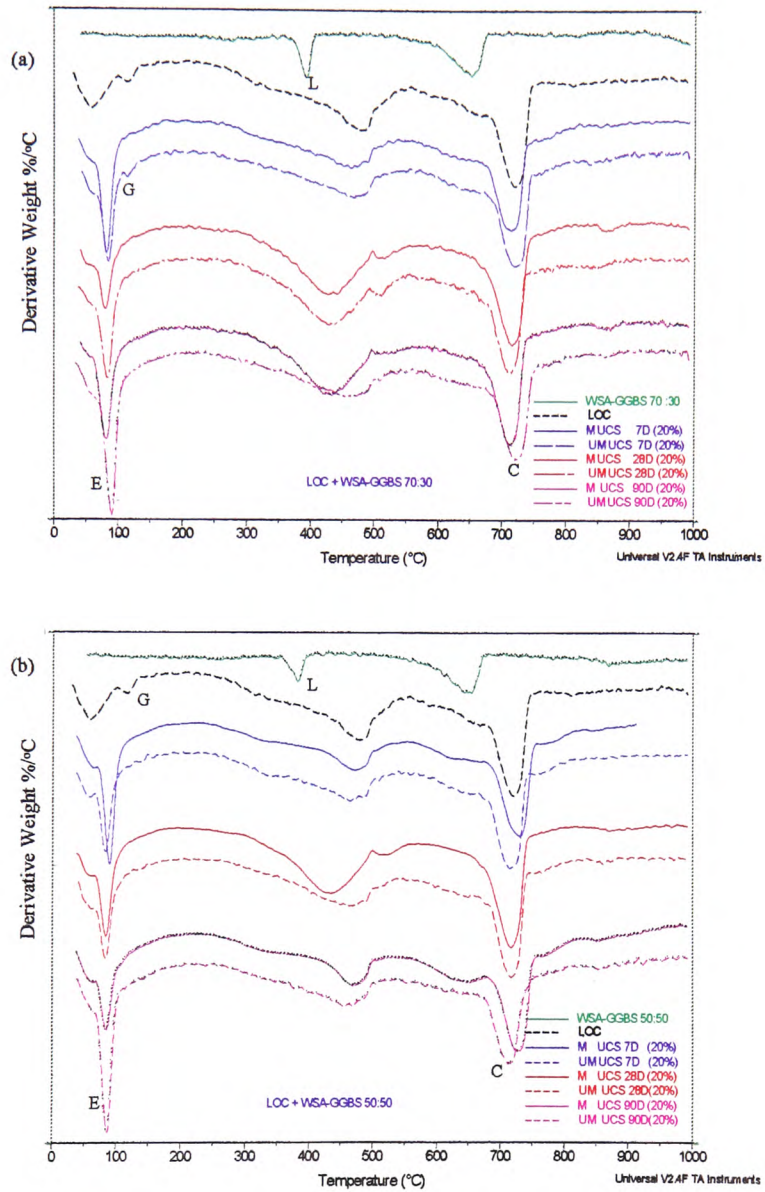 (a)
L
G
E
C
Derivative Weight %/oC
WSA-GGBS 70 :30
LOC
M UCS 7D (20%)
UM UCS 7D (20%)
M UCS 28D (20%)
UM UCS 28D (20%)
M UCS 90D (20%)
UM UCS 90D (20%)
LOC + WSA-GGBS 70:30
0 100 200 300 400 500 600 700 800 900 1000
Temperature (°C)
Universal V2.4F TA Instruments
(b)
G
L
E
C
Derivative Weight %/oC
WSA-GGBS 50:50
LOC
M UCS 7D (20%)
UM UCS 7D (20%)
M UCS 28D (20%)
UM UCS 28D (20%)
M UCS 90D (20%)
UM UCS 90D (20%)
LOC + WSA-GGBS 50:50
0 100 200 300 400 500 600 700 800 900 1000
Temperature (°C)
Universal V2.4F TA Instruments